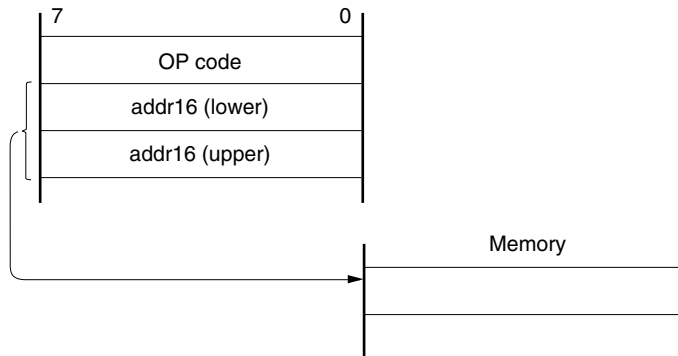 7 0
OP code
addr16 (lower)
addr16 (upper)
Memory